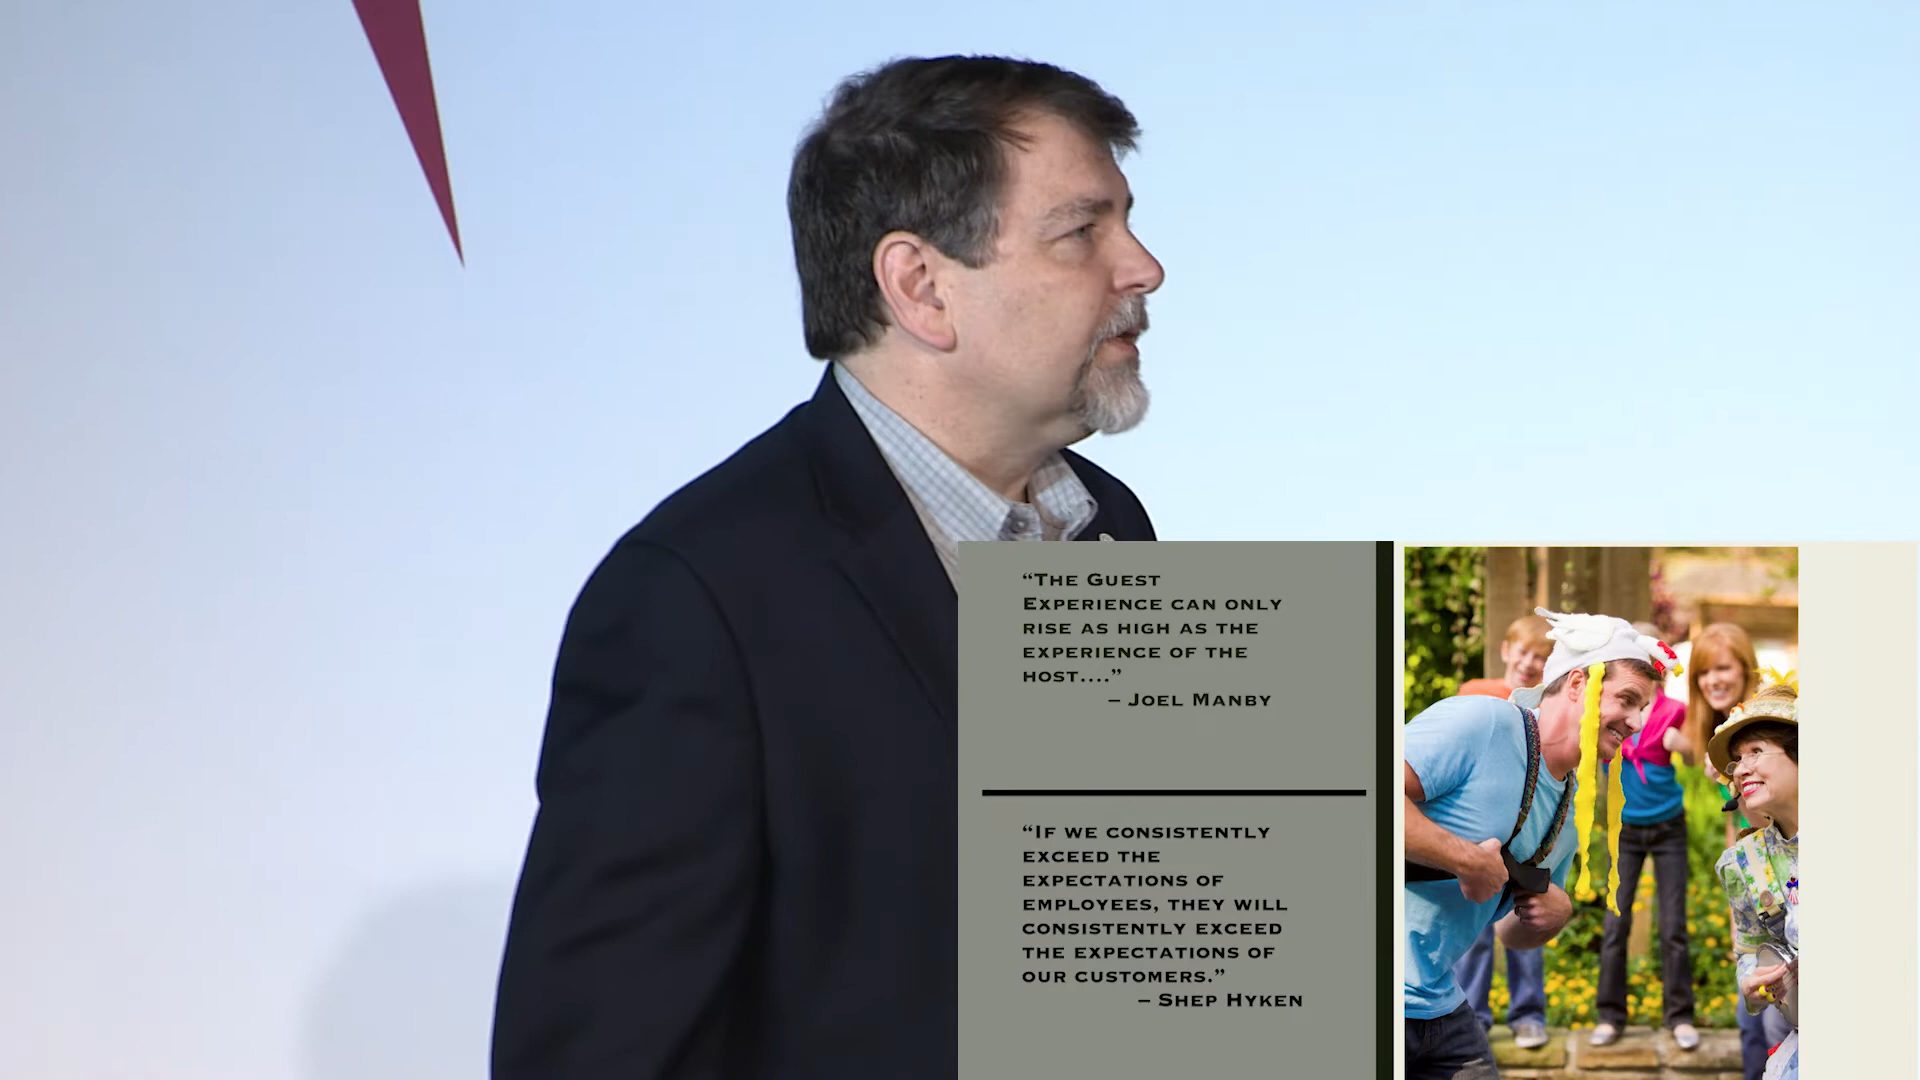 “The Guest
Experience can only
rise as high as the
experience of the
host....”
– Joel Manby
“If we consistently
exceed the
expectations of
employees, they will
consistently exceed
the expectations of
our customers.”
– Shep Hyken